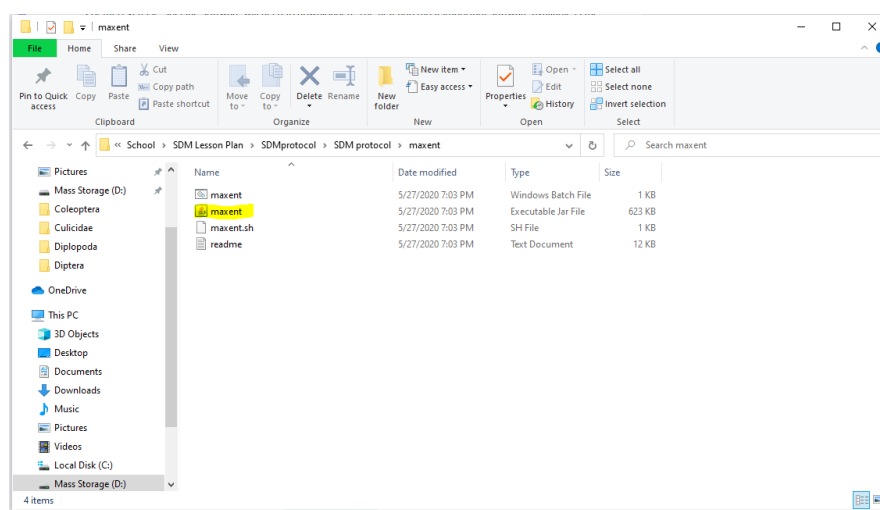 maxent
File Home Share View
Pin to Quick access
Copy
Paste
Cut
Copy path
Paste shortcut
Clipboard
Move to
Copy to
Delete
Rename
Organize
New folder
New item
Easy access
New
Properties
Open
Edit
History
Open
Select all
Select none
Invert selection
Select
« School > SDM Lesson Plan > SDMprotocol > SDM protocol > maxent
Search maxent
Name Date modified Type Size
maxent 5/27/2020 7:03 PM Windows Batch File 1 KB
maxent 5/27/2020 7:03 PM Executable Jar File 623 KB
maxent.sh 5/27/2020 7:03 PM SH File 1 KB
readme 5/27/2020 7:03 PM Text Document 12 KB
Pictures
Mass Storage (D:)
Coleoptera
Culicidae
Diplopoda
Diptera
OneDrive
This PC
3D Objects
Desktop
Documents
Downloads
Music
Pictures
Videos
Local Disk (C:)
Mass Storage (D:)
4 items